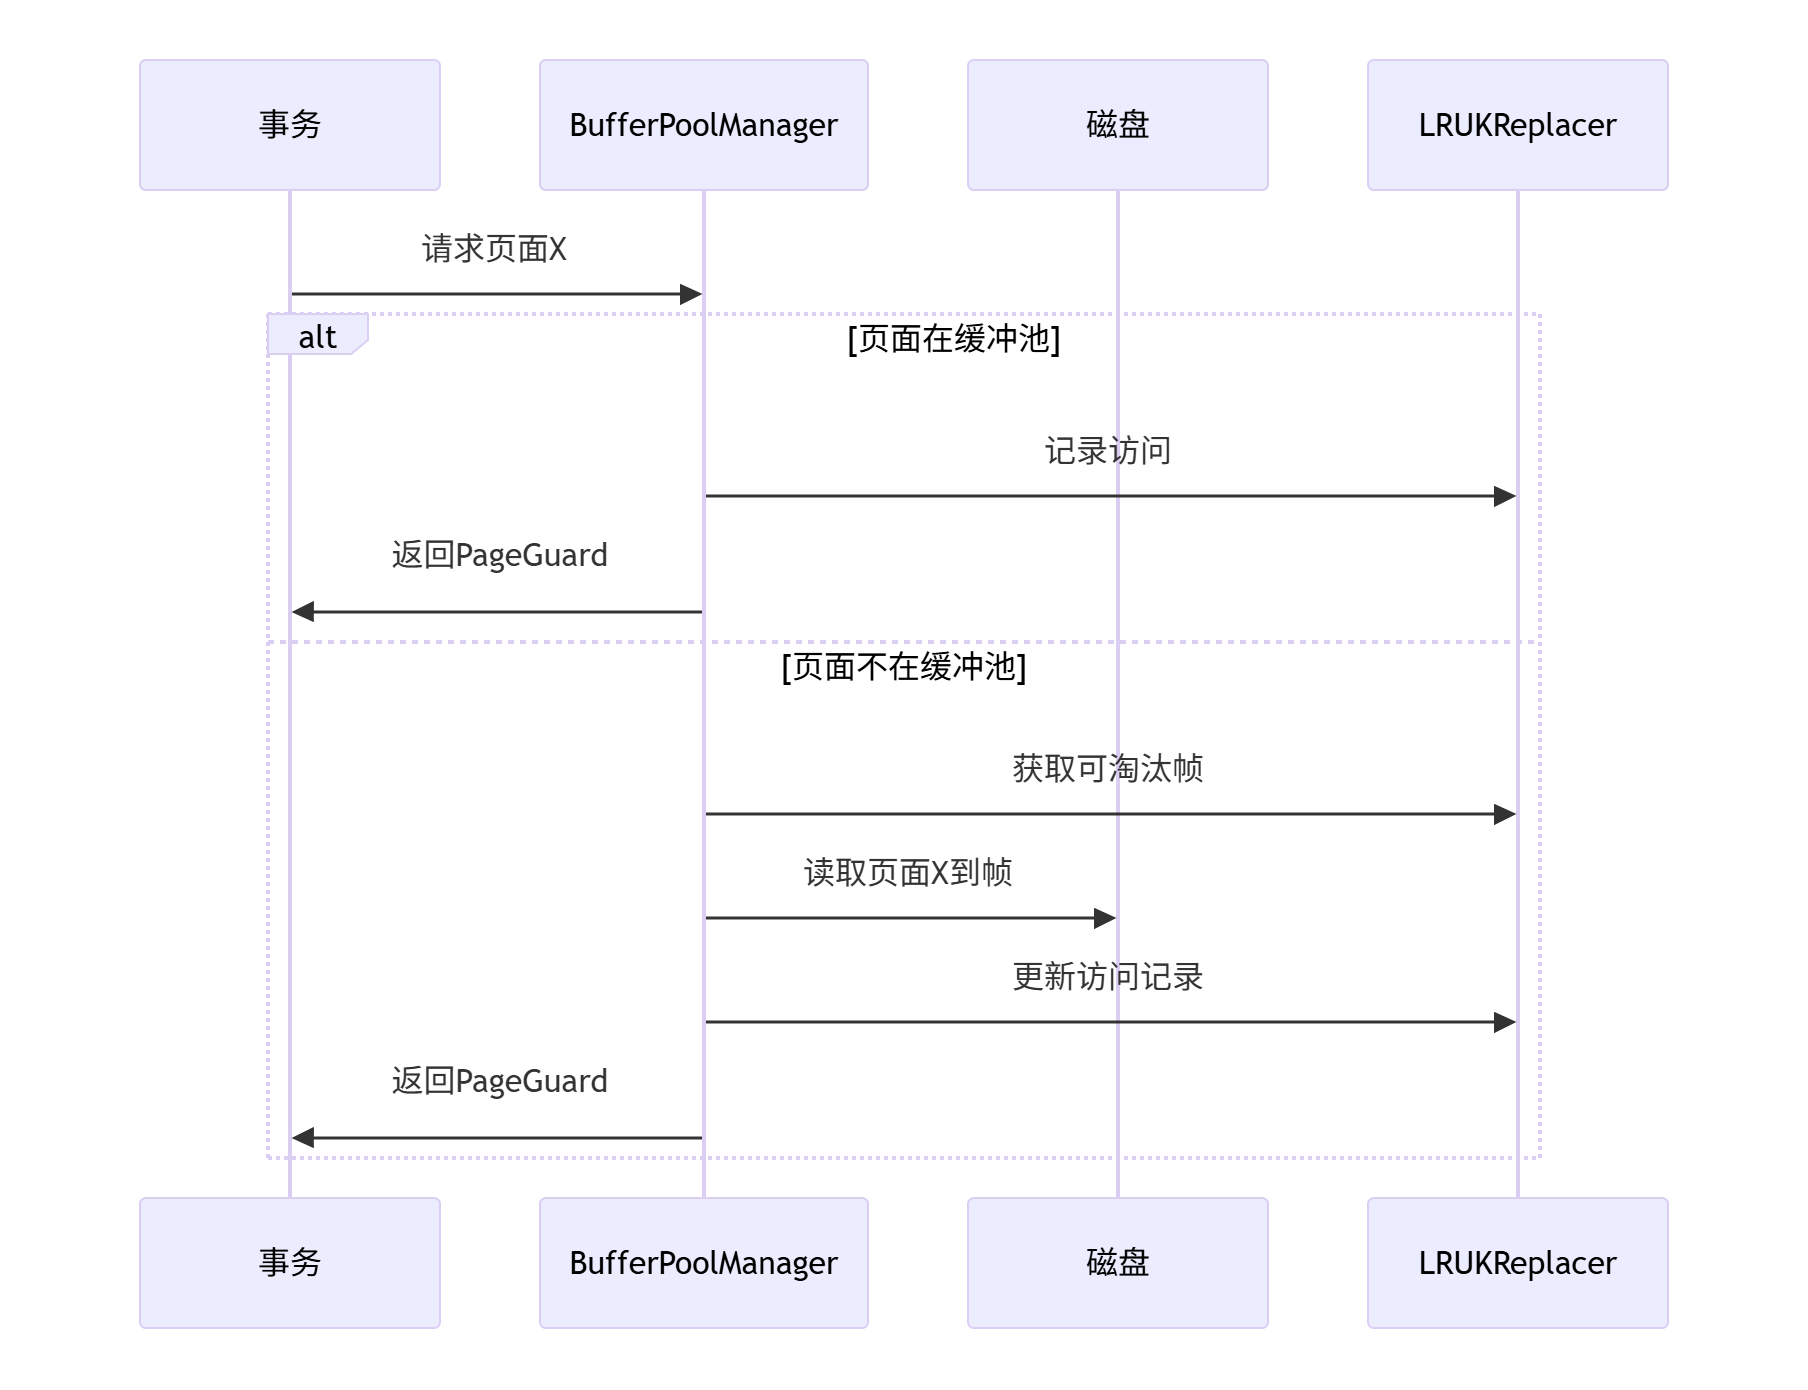 事务
BufferPoolManager
磁盘
LRUKReplacer
请求页面X
alt
[页面在缓冲池]
记录访问
返回PageGuard
[页面不在缓冲池]
获取可淘汰帧
读取页面X到帧
更新访问记录
返回PageGuard
事务
BufferPoolManager
磁盘
LRUKReplacer